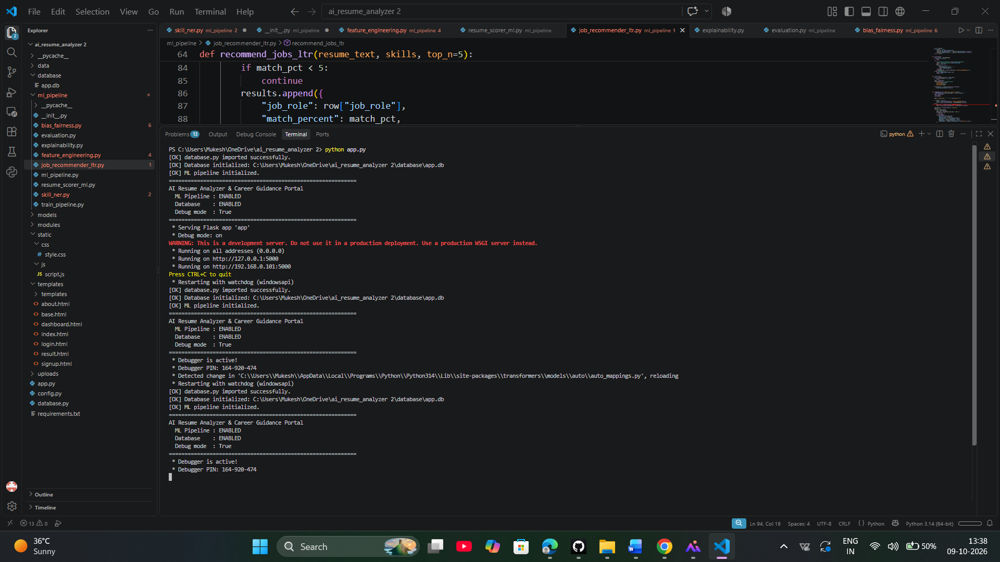 File Edit Selection View Go Run Terminal Help
ai_resume_analyzer 2
Explorer
ai_resume_analyzer 2
__pycache__
data
database
app.db
ml_pipeline
__pycache__
__init__.py
bias_fairness.py 6
evaluation.py
explainability.py
feature_engineering.py 4
job_recommender_ltr.py 1
ml_pipeline.py
resume_scorer_ml.py
skill_ner.py 2
train_pipeline.py
models
modules
static
css
# style.css
js
JS script.js
templates
templates
about.html
base.html
dashboard.html
index.html
login.html
result.html
signup.html
uploads
app.py
config.py
database.py
requirements.txt
Outline
Timeline
skill_ner.py ml_pipeline 2 __init__.py ml_pipeline feature_engineering.py ml_pipeline 4 resume_scorer_ml.py ml_pipeline job_recommender_ltr.py ml_pipeline 1 explainability.py evaluation.py ml_pipeline bias_fairness.py ml_pipeline 6
ml_pipeline > job_recommender_ltr.py > recommend_jobs_ltr
64 def recommend_jobs_ltr(resume_text, skills, top_n=5):
84 if match_pct < 5:
85 continue
86 results.append({
87 "job_role": row["job_role"],
88 "match_percent": match_pct,
Problems 13 Output Debug Console Terminal Ports
python
PS C:\Users\Mukesh\OneDrive\ai_resume_analyzer 2> python app.py
[OK] database.py imported successfully.
[OK] Database initialized: C:\Users\Mukesh\OneDrive\ai_resume_analyzer 2\database\app.db
[OK] ML pipeline initialized.
============================================================
AI Resume Analyzer & Career Guidance Portal
ML Pipeline : ENABLED
Database : ENABLED
Debug mode : True
============================================================
* Serving Flask app 'app'
* Debug mode: on
WARNING: This is a development server. Do not use it in a production deployment. Use a production WSGI server instead.
* Running on all addresses (0.0.0.0)
* Running on http://127.0.0.1:5000
* Running on http://192.168.0.101:5000
Press CTRL+C to quit
* Restarting with watchdog (windowsapi)
[OK] database.py imported successfully.
[OK] Database initialized: C:\Users\Mukesh\OneDrive\ai_resume_analyzer 2\database\app.db
[OK] ML pipeline initialized.
============================================================
AI Resume Analyzer & Career Guidance Portal
ML Pipeline : ENABLED
Database : ENABLED
Debug mode : True
============================================================
* Debugger is active!
* Debugger PIN: 164-920-474
* Detected change in 'C:\\Users\\Mukesh\\AppData\\Local\\Programs\\Python\\Python314\\Lib\\site-packages\\transformers\\models\\auto\\auto_mappings.py', reloading
* Restarting with watchdog (windowsapi)
[OK] database.py imported successfully.
[OK] Database initialized: C:\Users\Mukesh\OneDrive\ai_resume_analyzer 2\database\app.db
[OK] ML pipeline initialized.
============================================================
AI Resume Analyzer & Career Guidance Portal
ML Pipeline : ENABLED
Database : ENABLED
Debug mode : True
============================================================
* Debugger is active!
* Debugger PIN: 164-920-474
13 0
Ln 94, Col 19 Spaces: 4 UTF-8 CRLF { } Python Python 3.14 (64-bit)
36°C
Sunny
Search
ENG
IN
50%
13:38
09-10-2026